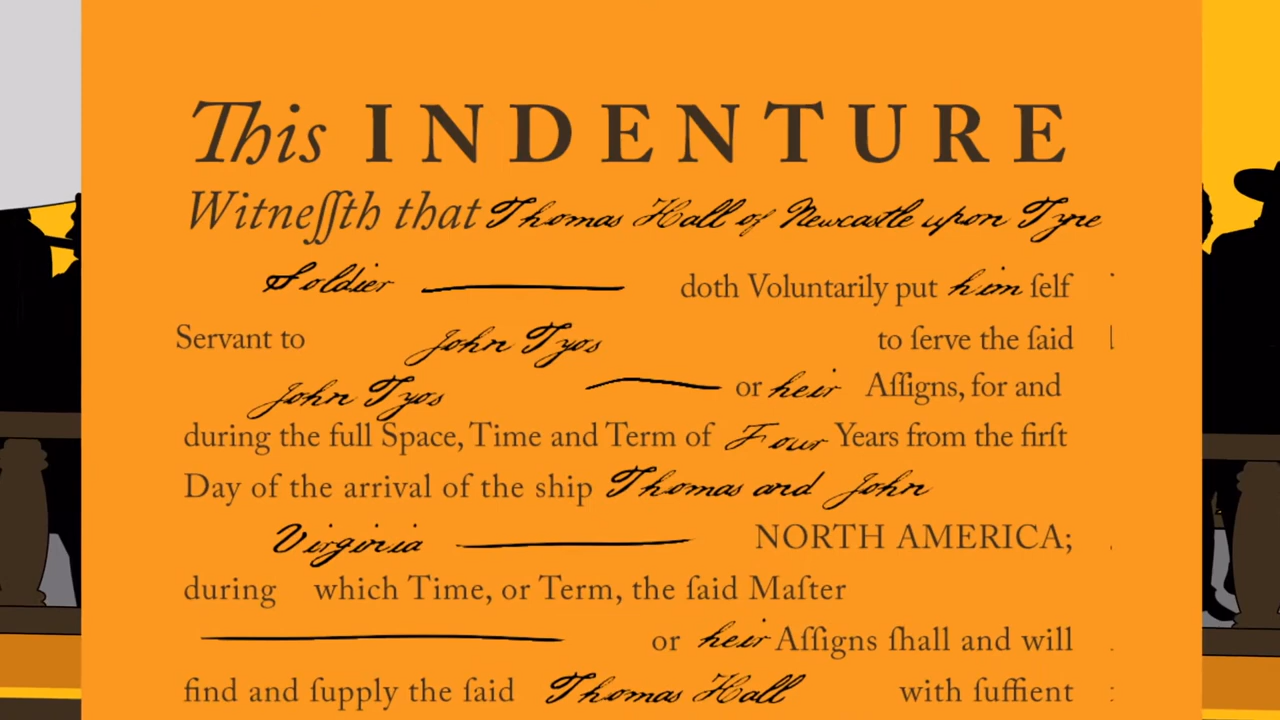 This INDENTURE
Witneſſth that Thomas Hall of Newcastle upon Tyne
Soldier doth Voluntarily put him ſelf
Servant to John Tyos to ſerve the ſaid
John Tyos or heir Aſſigns, for and
during the full Space, Time and Term of Four Years from the firſt
Day of the arrival of the ship Thomas and John
Virginia NORTH AMERICA;
during which Time, or Term, the ſaid Maſter
or heir Aſſigns ſhall and will
find and ſupply the ſaid Thomas Hall with ſuffient